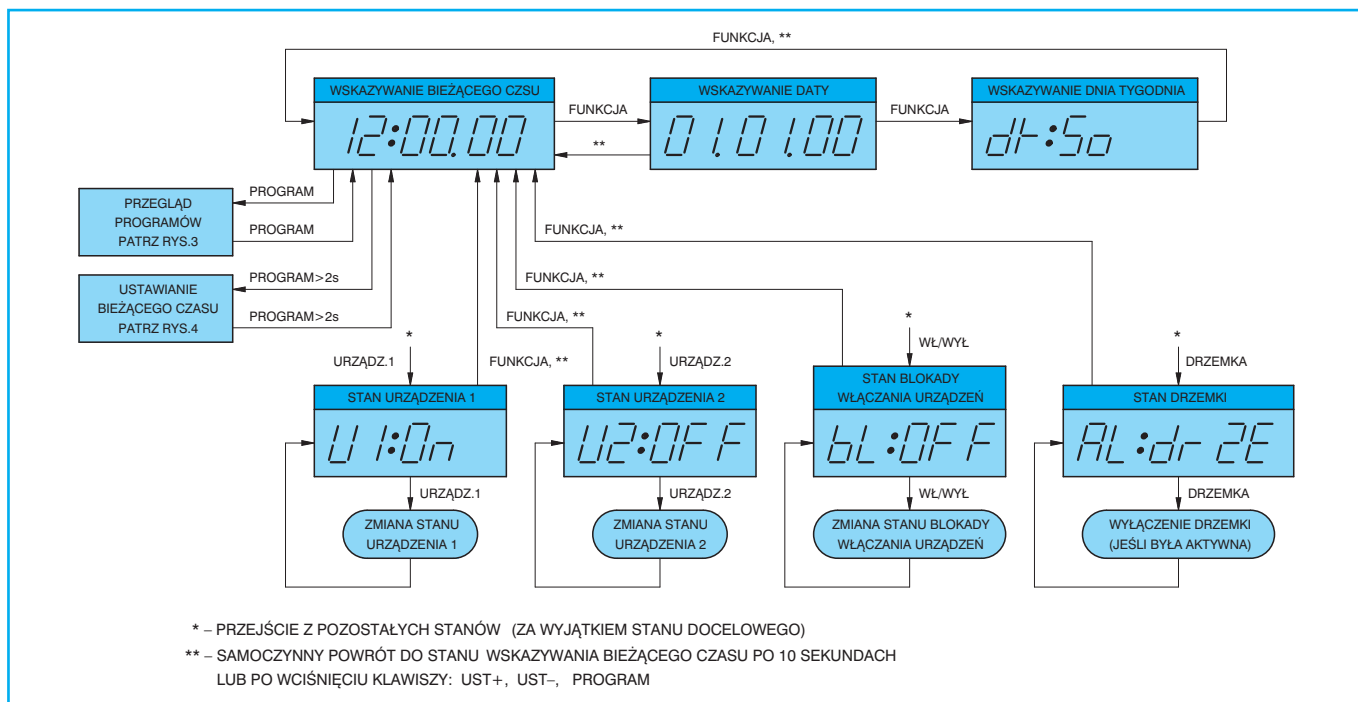 FUNKCJA, **
WSKAZYWANIE BIEŻĄCEGO CZSU
12:00.00
FUNKCJA
**
WSKAZYWANIE DATY
01.01.00
FUNKCJA
WSKAZYWANIE DNIA TYGODNIA
dt:So
PRZEGLĄD
PROGRAMÓW
PATRZ RYS.3
PROGRAM
PROGRAM
USTAWIANIE
BIEŻĄCEGO CZASU
PATRZ RYS.4
PROGRAM>2s
PROGRAM>2s
FUNKCJA, **
FUNKCJA, **
FUNKCJA, **
FUNKCJA, **
*
URZĄDZ.1
STAN URZĄDZENIA 1
U1:On
URZĄDZ.1
ZMIANA STANU
URZĄDZENIA 1
*
URZĄDZ.2
STAN URZĄDZENIA 2
U2:OFF
URZĄDZ.2
ZMIANA STANU
URZĄDZENIA 2
*
WŁ/WYŁ
STAN BLOKADY
WŁĄCZANIA URZĄDZEŃ
bL:OFF
WŁ/WYŁ
ZMIANA STANU BLOKADY
WŁĄCZANIA URZĄDZEŃ
*
DRZEMKA
STAN DRZEMKI
AL:dr2E
DRZEMKA
WYŁĄCZENIE DRZEMKI
(JEŚLI BYŁA AKTYWNA)
* – PRZEJŚCIE Z POZOSTAŁYCH STANÓW (ZA WYJĄTKIEM STANU DOCELOWEGO)
** – SAMOCZYNNY POWRÓT DO STANU WSKAZYWANIA BIEŻĄCEGO CZASU PO 10 SEKUNDACH
LUB PO WCIŚNIĘCIU KLAWISZY: UST+, UST–, PROGRAM